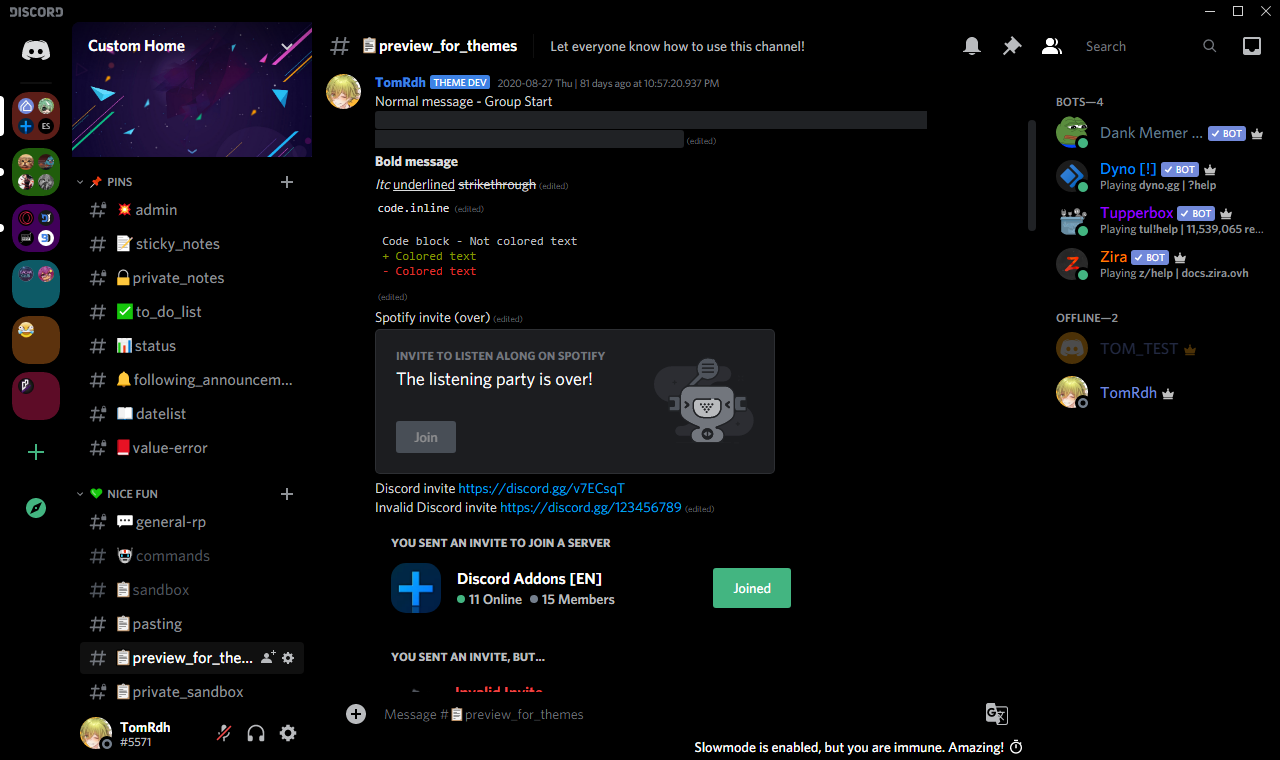 DISCORD
Custom Home
ES
PINS
admin
sticky_notes
private_notes
to_do_list
status
following_announcem...
datelist
value-error
NICE FUN
general-rp
commands
sandbox
pasting
preview_for_the...
private_sandbox
TomRdh
#5571
preview_for_themes
Let everyone know how to use this channel!
Search
TomRdh THEME DEV 2020-08-27 Thu | 81 days ago at 10:57:20.937 PM
Normal message - Group Start
(edited)
Bold message
Itc underlined strikethrough (edited)
code.inline (edited)
Code block - Not colored text
+ Colored text
- Colored text
(edited)
Spotify invite (over) (edited)
INVITE TO LISTEN ALONG ON SPOTIFY
The listening party is over!
Join
Discord invite https://discord.gg/v7ECsqT
Invalid Discord invite https://discord.gg/123456789 (edited)
YOU SENT AN INVITE TO JOIN A SERVER
Discord Addons [EN]
11 Online 15 Members
Joined
YOU SENT AN INVITE, BUT...
Invalid Invite
Message #📋preview_for_themes
Slowmode is enabled, but you are immune. Amazing!
BOTS—4
Dank Memer ... ✓ BOT
Dyno [!] ✓ BOT
Playing dyno.gg | ?help
Tupperbox ✓ BOT
Playing tul!help | 11,539,065 re...
Zira ✓ BOT
Playing z/help | docs.zira.ovh
OFFLINE—2
TOM_TEST
TomRdh